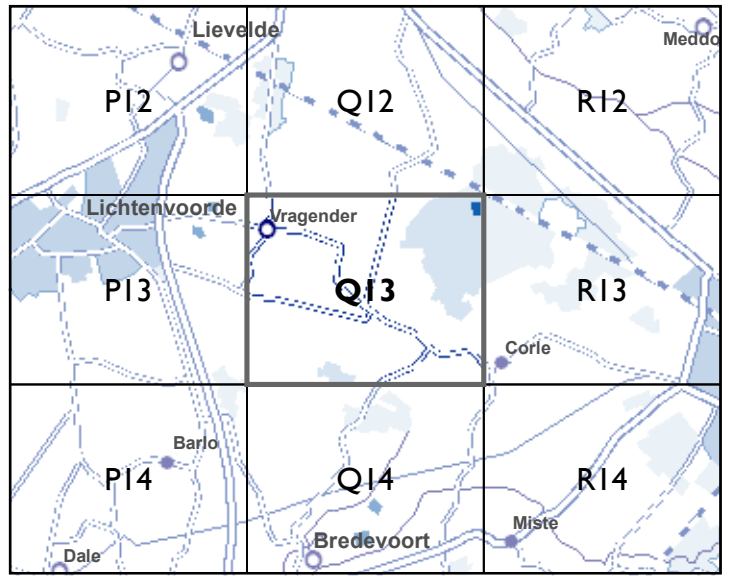 Lievelde
Meddo
P12
Q12
R12
Lichtenvoorde
Vragender
P13
Q13
R13
Corle
Barlo
P14
Q14
R14
Miste
Bredevoort
Dale